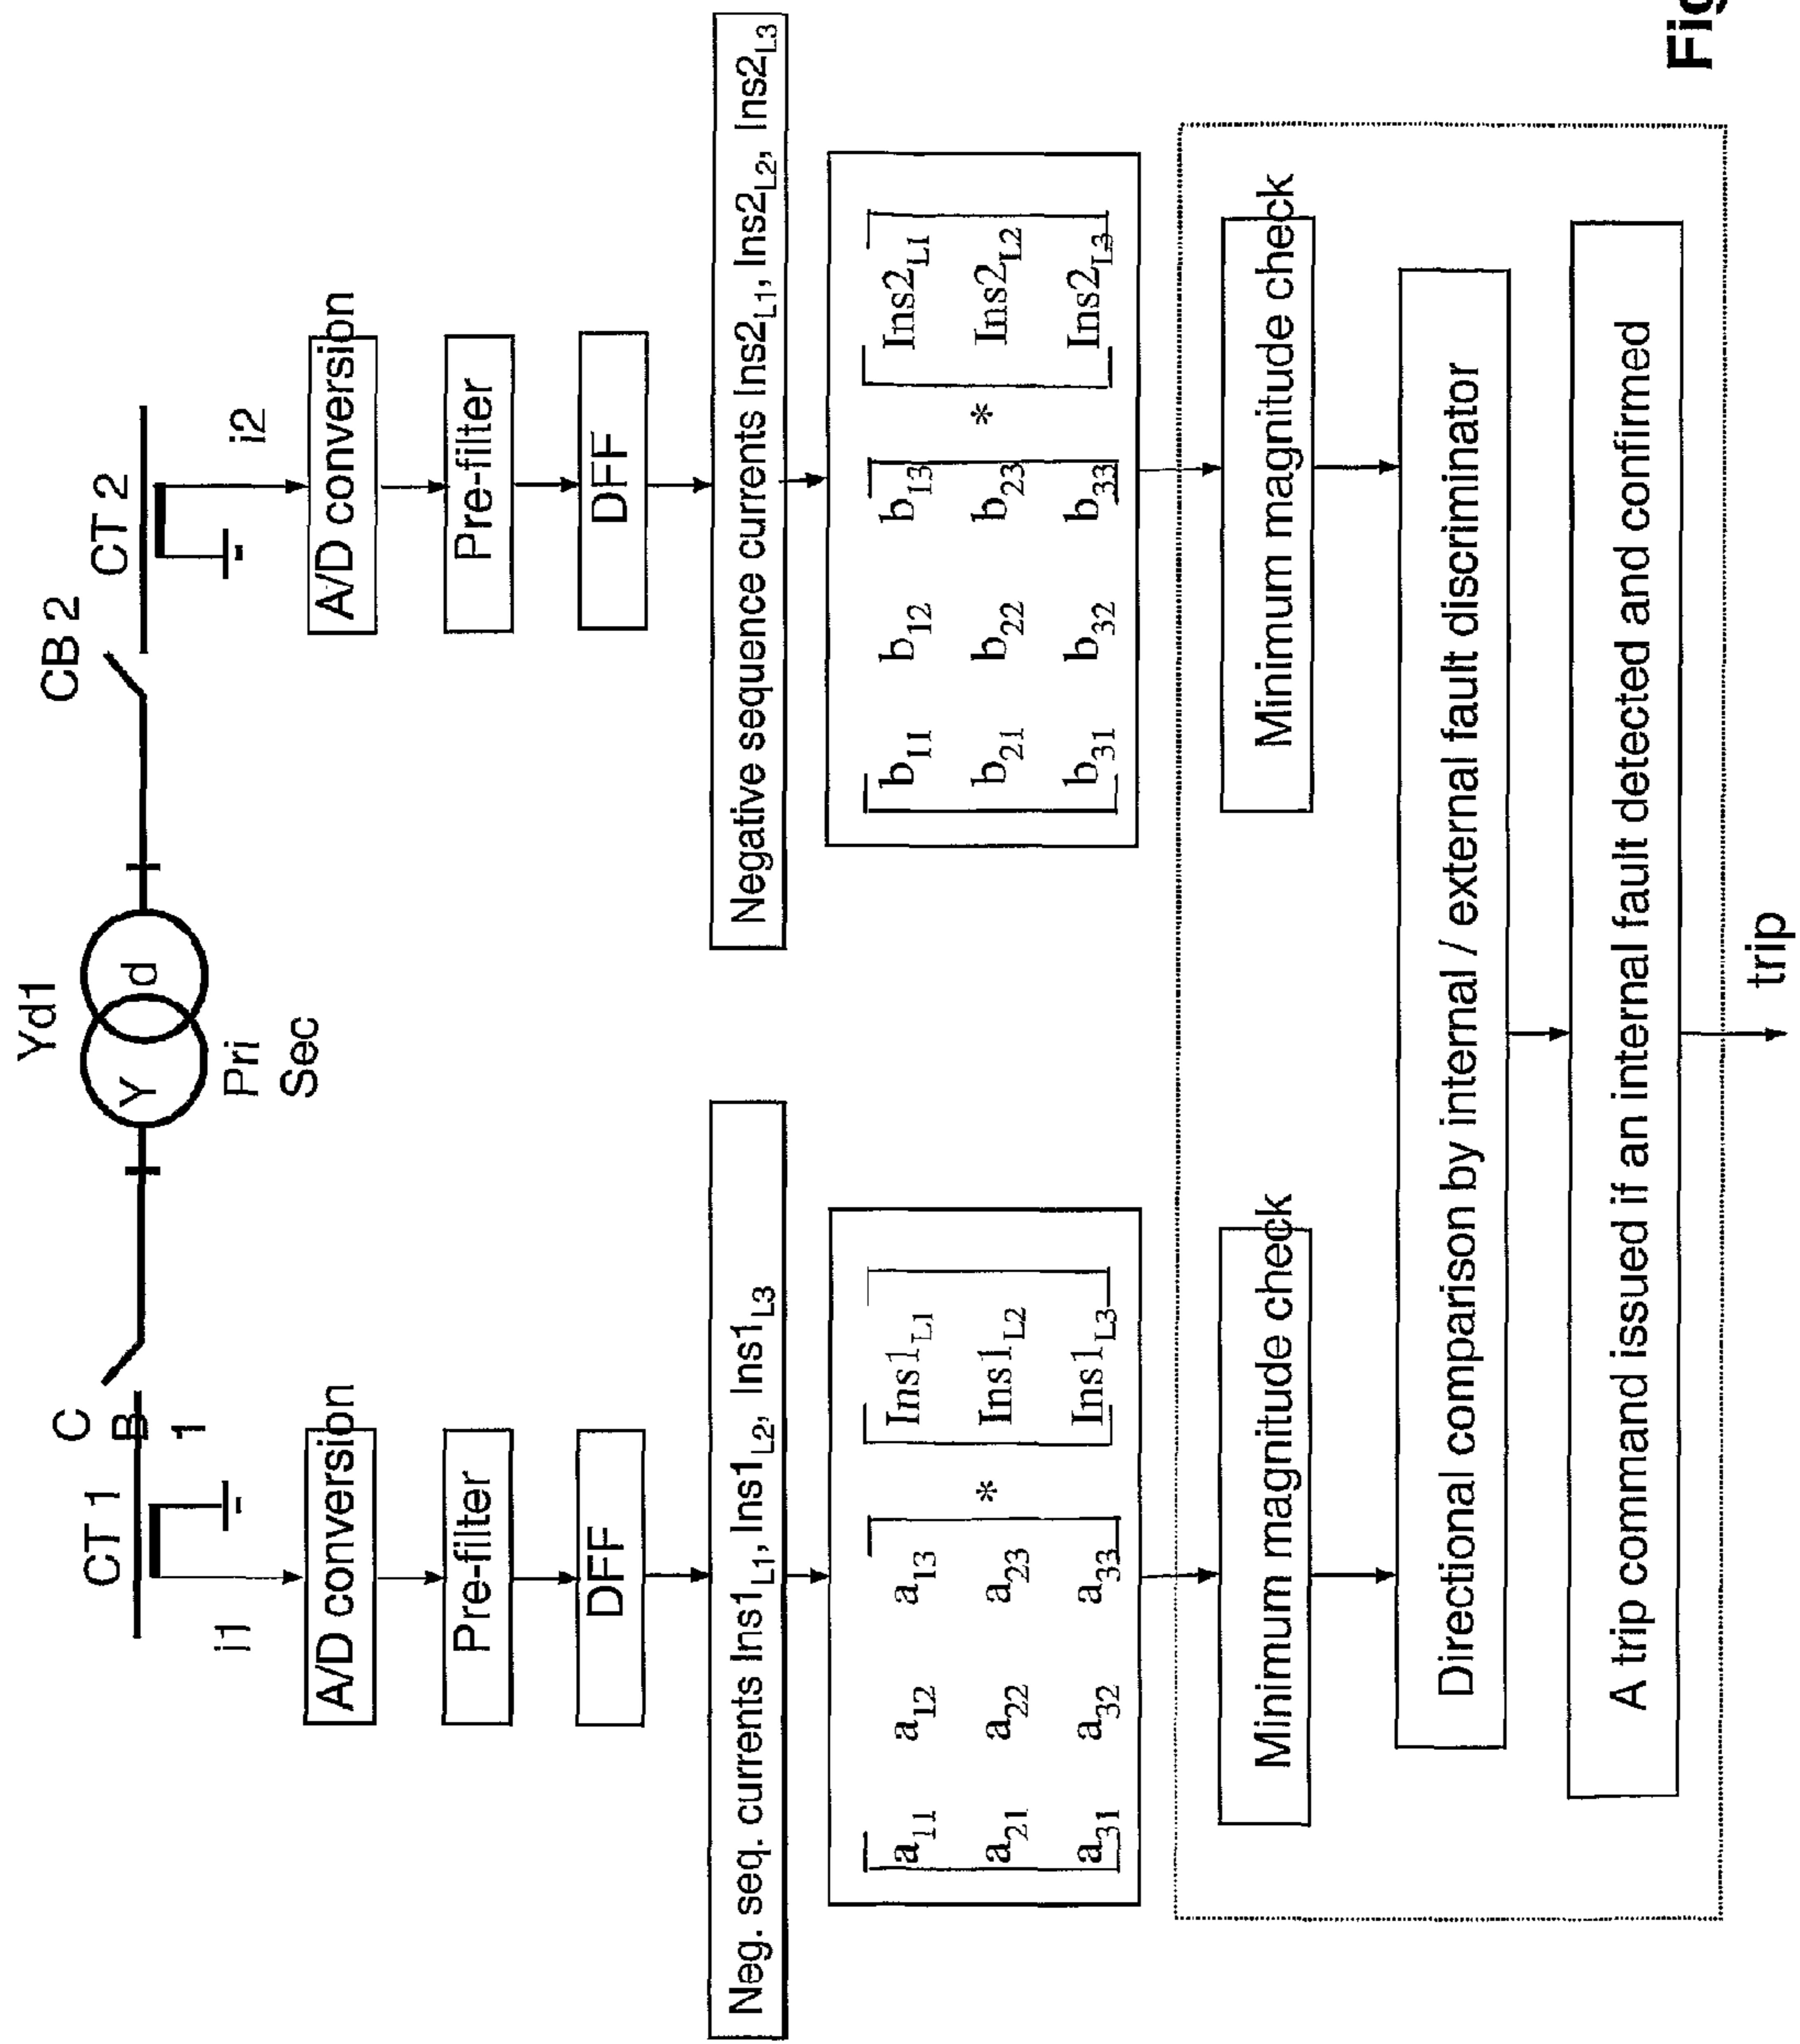 Yd1
CB 2
CT 2
C
B
1
CT 1
Y
d
Pri
Sec
i1
i2
A/D conversion
A/D conversion
Pre-filter
Pre-filter
DFF
DFF
Neg. seq. currents Ins1L1, Ins1L2, Ins1L3
Negative sequence currents Ins2L1, Ins2L2, Ins2L3
a11 a12 a13 * Ins1L1
a21 a22 a23 Ins1L2
a31 a32 a33 Ins1L3
b11 b12 b13 * Ins2L1
b21 b22 b23 Ins2L2
b31 b32 b33 Ins2L3
Minimum magnitude check
Minimum magnitude check
Directional comparison by internal / external fault discriminator
A trip command issued if an internal fault detected and confirmed
trip
Fig